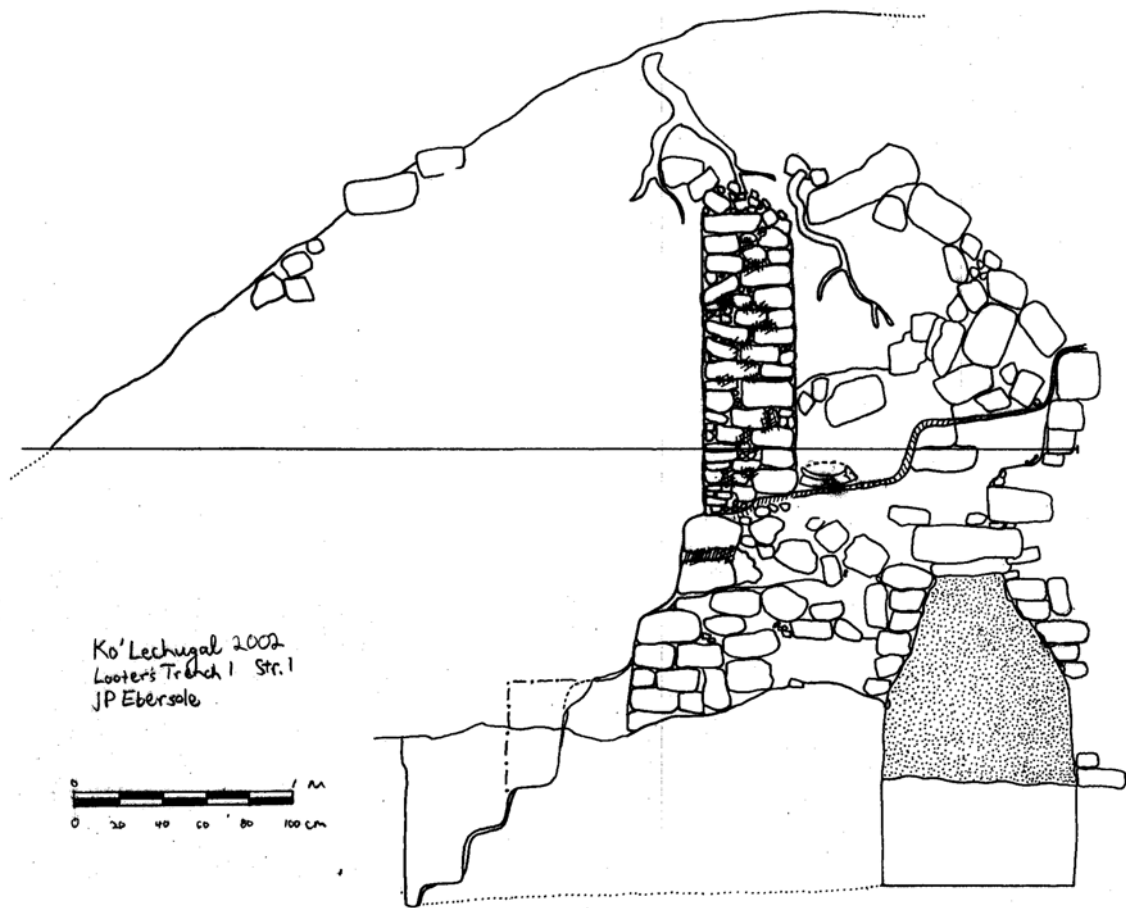 Ko' Lechugal 2002
Looter's Trench 1 Str. 1
JP Ebersole
0 1 m
0 20 40 60 80 100 cm